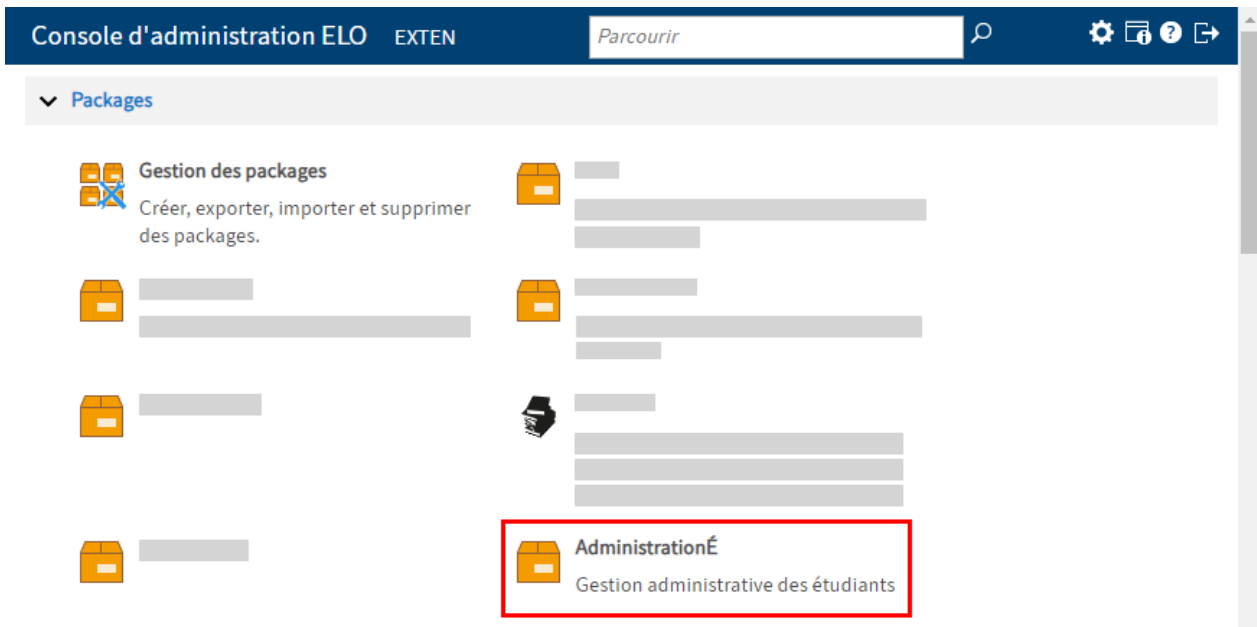 Console d'administration ELO EXTEN Parcourir
Packages
Gestion des packages
Créer, exporter, importer et supprimer
des packages.
AdministrationÉ
Gestion administrative des étudiants